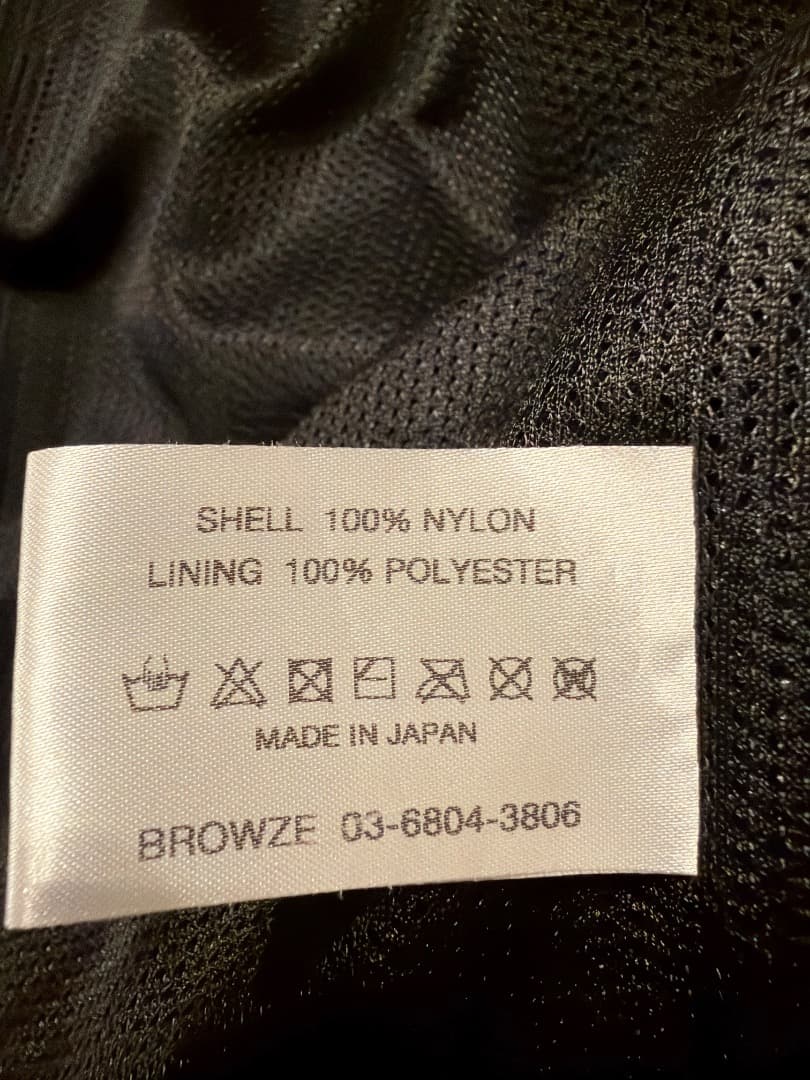 SHELL 100% NYLON
LINING 100% POLYESTER
MADE IN JAPAN
BROWZE 03-6804-3806